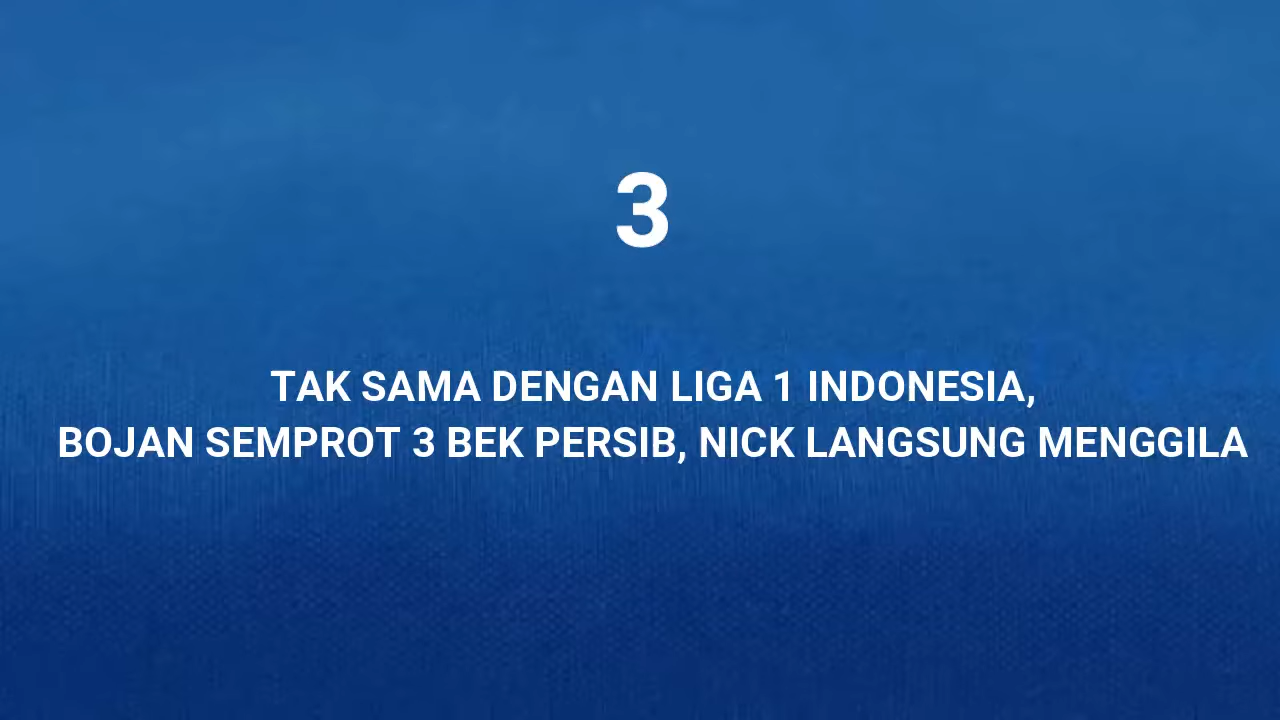 3
TAK SAMA DENGAN LIGA 1 INDONESIA,
BOJAN SEMPROT 3 BEK PERSIB, NICK LANGSUNG MENGGILA